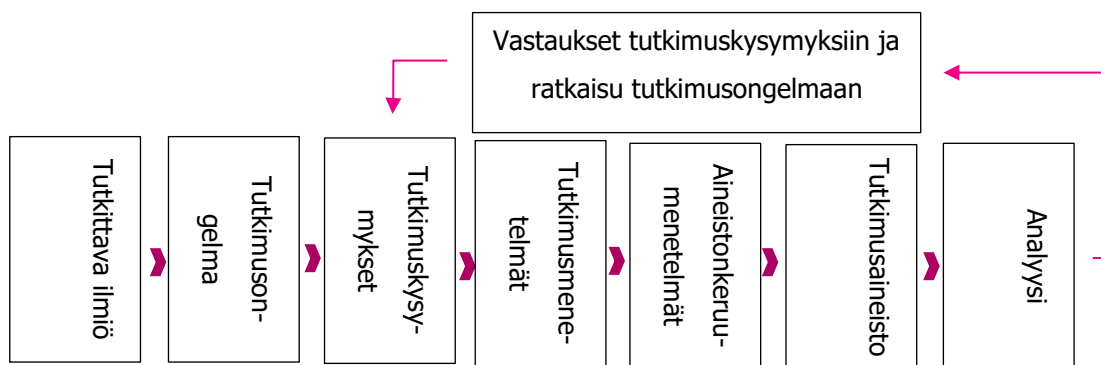 Vastaukset tutkimuskysymyksiin ja
ratkaisu tutkimusongelmaan
Tutkittava ilmiö
Tutkimuson-
gelma
Tutkimuskysy-
mykset
Tutkimusmene-
telmät
Aineistonkeruu-
menetelmät
Tutkimusaineisto
Analyysi